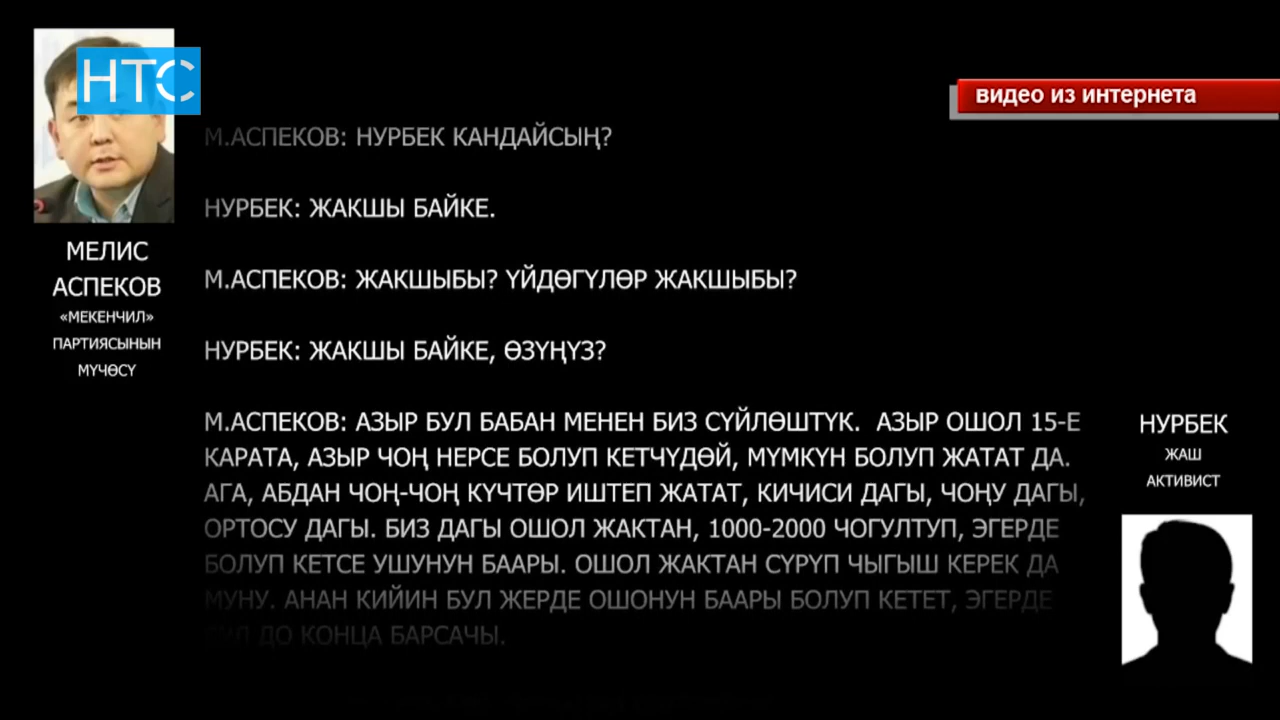 НТС
видео из интернета
М.АСПЕКОВ: НУРБЕК КАНДАЙСЫҢ?
НУРБЕК: ЖАКШЫ БАЙКЕ.
М.АСПЕКОВ: ЖАКШЫБЫ? ҮЙДӨГҮЛӨР ЖАКШЫБЫ?
НУРБЕК: ЖАКШЫ БАЙКЕ, ӨЗҮҢҮЗ?
М.АСПЕКОВ: АЗЫР БУЛ БАБАН МЕНЕН БИЗ СҮЙЛӨШТҮК. АЗЫР ОШОЛ 15-Е
КАРАТА, АЗЫР ЧОҢ НЕРСЕ БОЛУП КЕТЧҮДӨЙ, МҮМКҮН БОЛУП ЖАТАТ ДА.
АГА, АБДАН ЧОҢ-ЧОҢ КҮЧТӨР ИШТЕП ЖАТАТ, КИЧИСИ ДАГЫ, ЧОҢУ ДАГЫ,
ОРТОСУ ДАГЫ. БИЗ ДАГЫ ОШОЛ ЖАКТАН, 1000-2000 ЧОГУЛТУП, ЭГЕРДЕ
БОЛУП КЕТСЕ УШУНУН БААРЫ. ОШОЛ ЖАКТАН СҮРҮП ЧЫГЫШ КЕРЕК ДА
МУНУ. АНАН КИЙИН БУЛ ЖЕРДЕ ОШОНУН БААРЫ БОЛУП КЕТЕТ, ЭГЕРДЕ
ДО КОНЦА БАРСАЧЫ.
МЕЛИС
АСПЕКОВ
«МЕКЕНЧИЛ»
ПАРТИЯСЫНЫН
МҮЧӨСҮ
НУРБЕК
ЖАШ
АКТИВИСТ